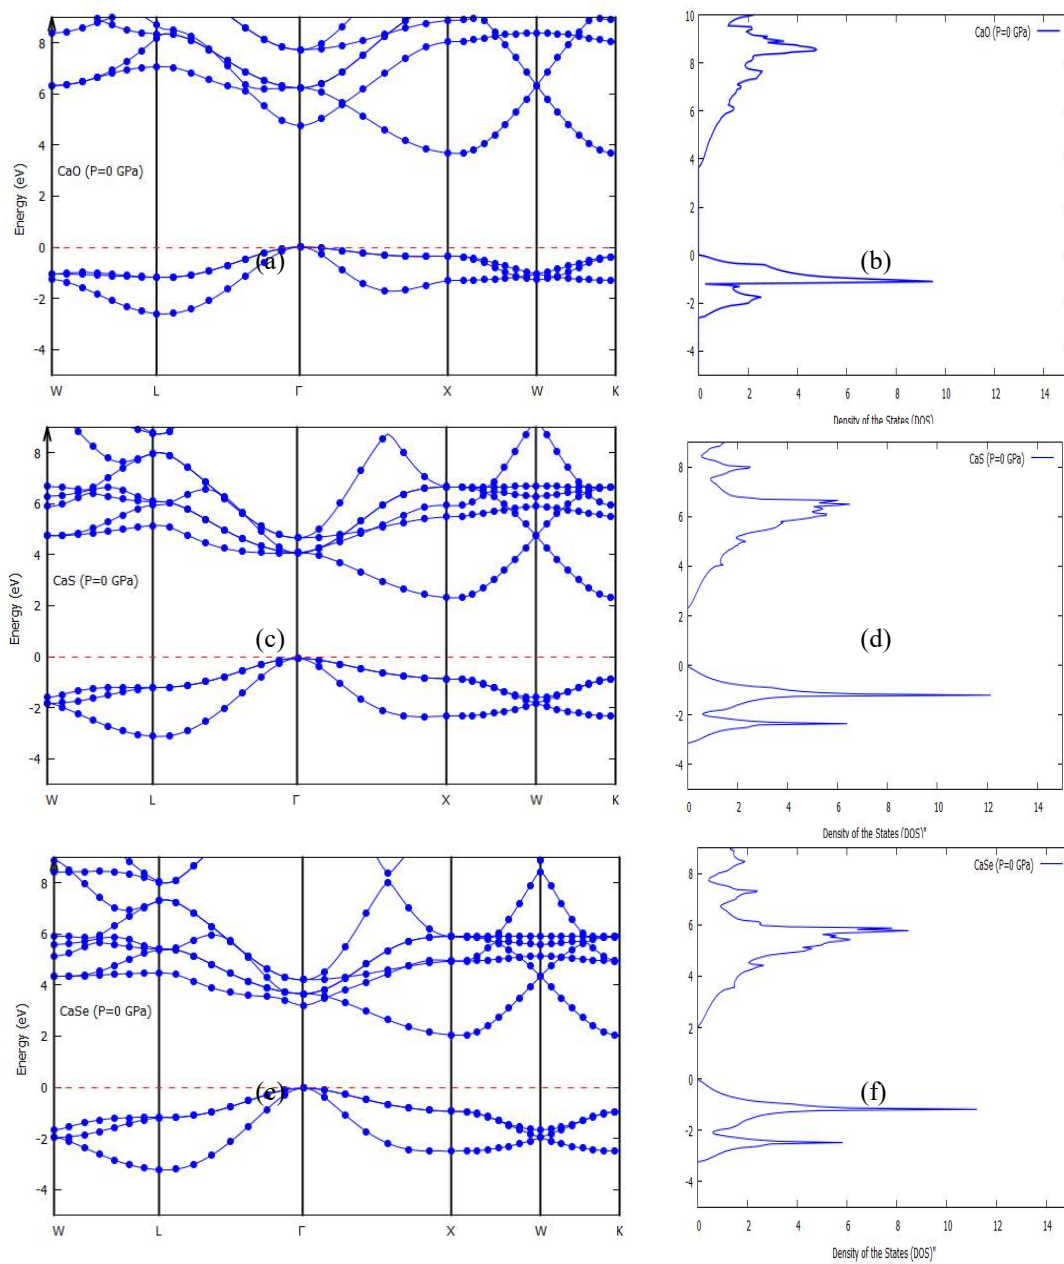 8
6
4
2
0
-2
-4
Energy (eV)
CaO (P=0 GPa)
(a)
W L Γ X W K
10
8
6
4
2
0
-2
-4
CaO (P=0 GPa)
(b)
0 2 4 6 8 10 12 14
Density of the States (DOS)
8
6
4
2
0
-2
-4
Energy (eV)
CaS (P=0 GPa)
(c)
W L Γ X W K
8
6
4
2
0
-2
-4
CaS (P=0 GPa)
(d)
0 2 4 6 8 10 12 14
Density of the States (DOS)"
8
6
4
2
0
-2
-4
Energy (eV)
CaSe (P=0 GPa)
(e)
W L Γ X W K
8
6
4
2
0
-2
-4
CaSe (P=0 GPa)
(f)
0 2 4 6 8 10 12 14
Density of the States (DOS)"